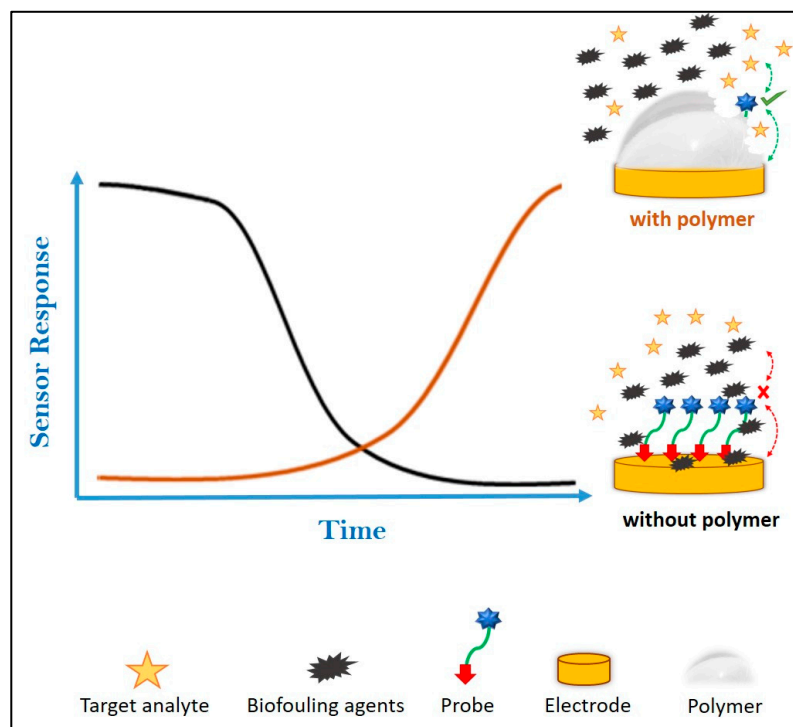 with polymer
Sensor Response
without polymer
Time
Target analyte
Biofouling agents
Probe
Electrode
Polymer